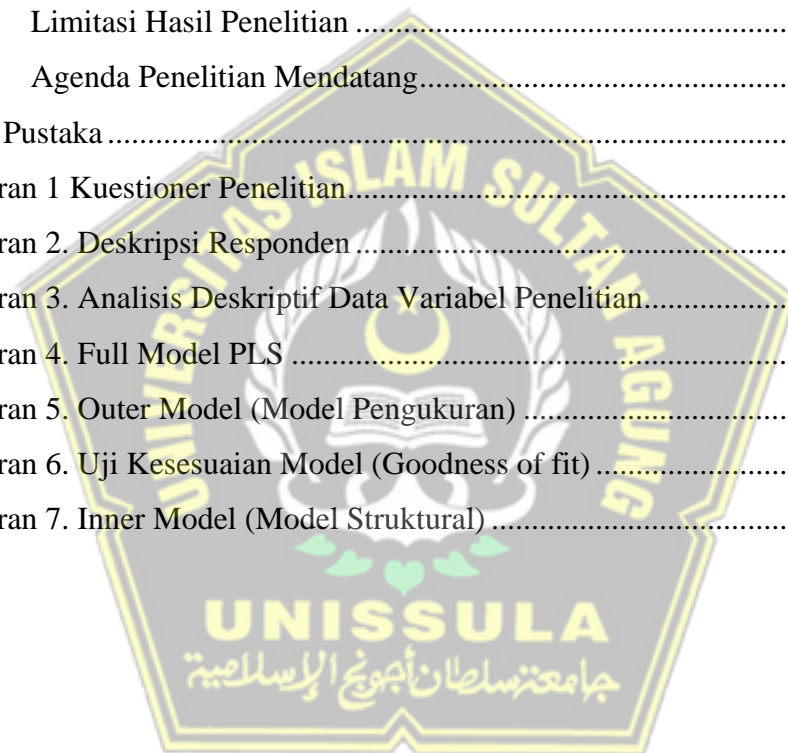 Limitasi Hasil Penelitian ........................................................
Agenda Penelitian Mendatang................................................
Pustaka .......................................................................................
ran 1 Kuestioner Penelitian.........................................................
ran 2. Deskripsi Responden ........................................................
ran 3. Analisis Deskriptif Data Variabel Penelitian....................
ran 4. Full Model PLS ................................................................
ran 5. Outer Model (Model Pengukuran) ...................................
ran 6. Uji Kesesuaian Model (Goodness of fit) ..........................
ran 7. Inner Model (Model Struktural) .......................................
UNIVERSITAS ISLAM SULTAN AGUNG
UNISSULA
جامعتنسلطان أجونج الإسلامية